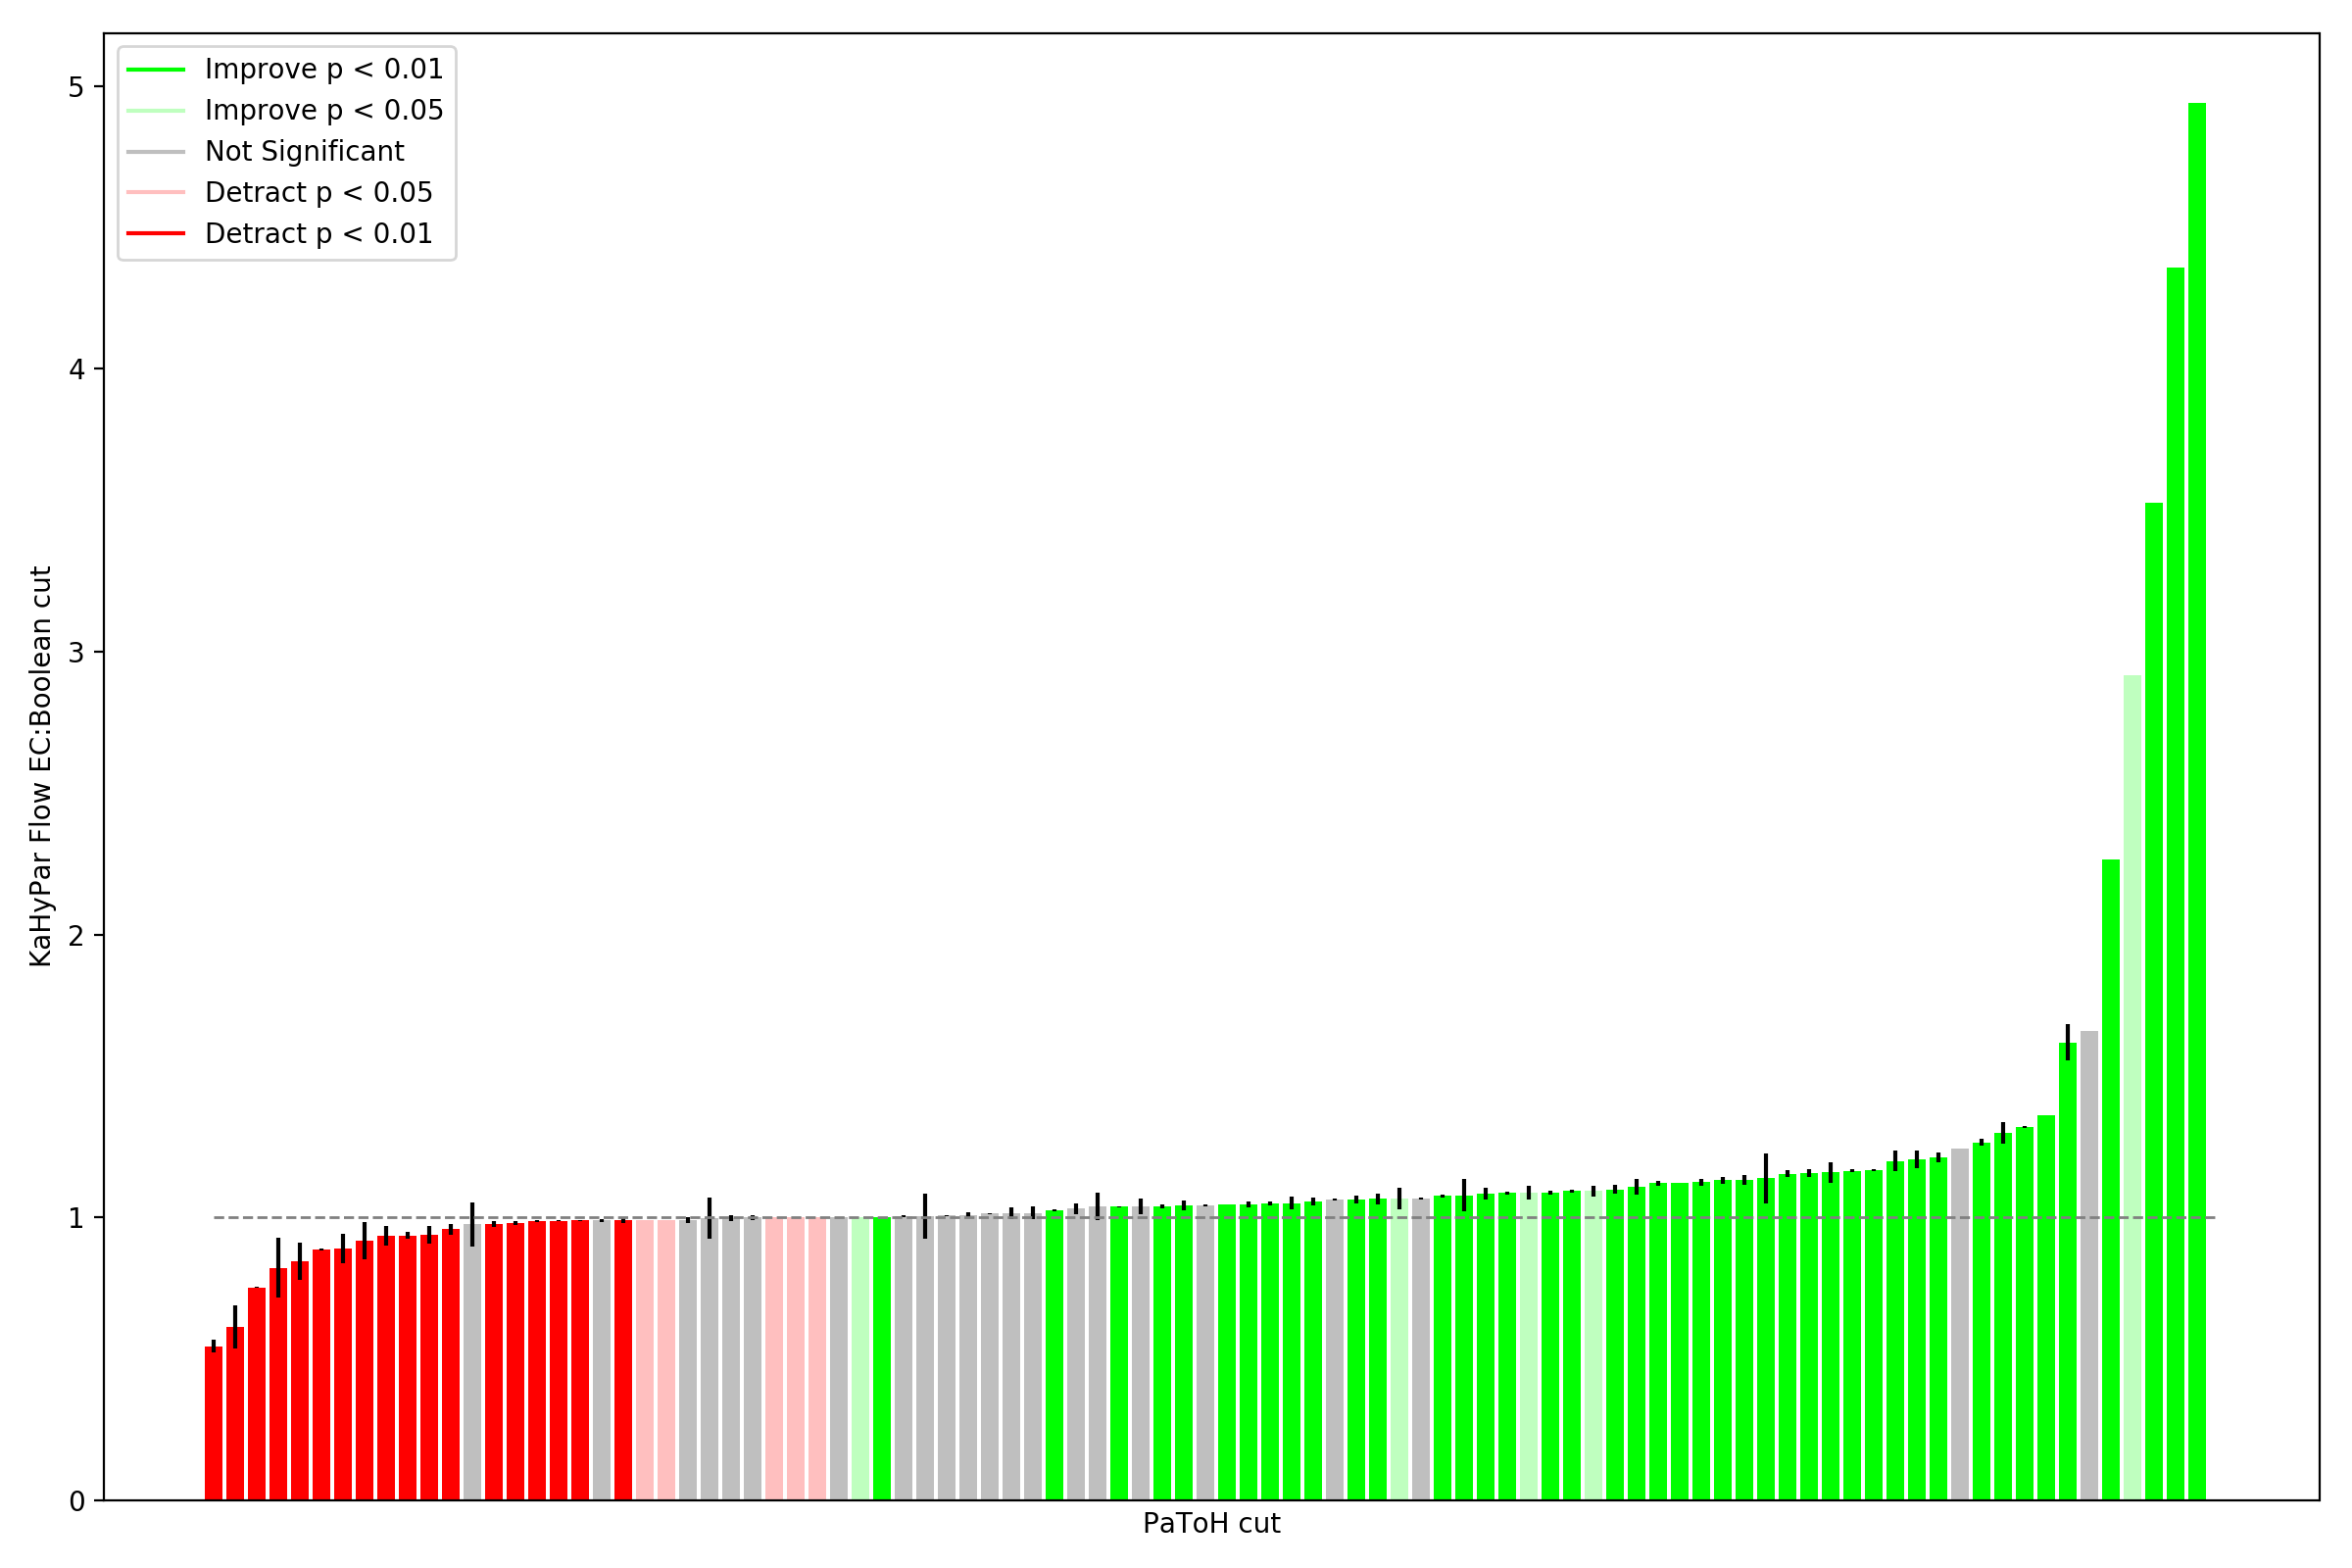 Improve p < 0.01
Improve p < 0.05
Not Significant
Detract p < 0.05
Detract p < 0.01
5
4
3
2
1
0
KaHyPar Flow EC:Boolean cut
PaToH cut